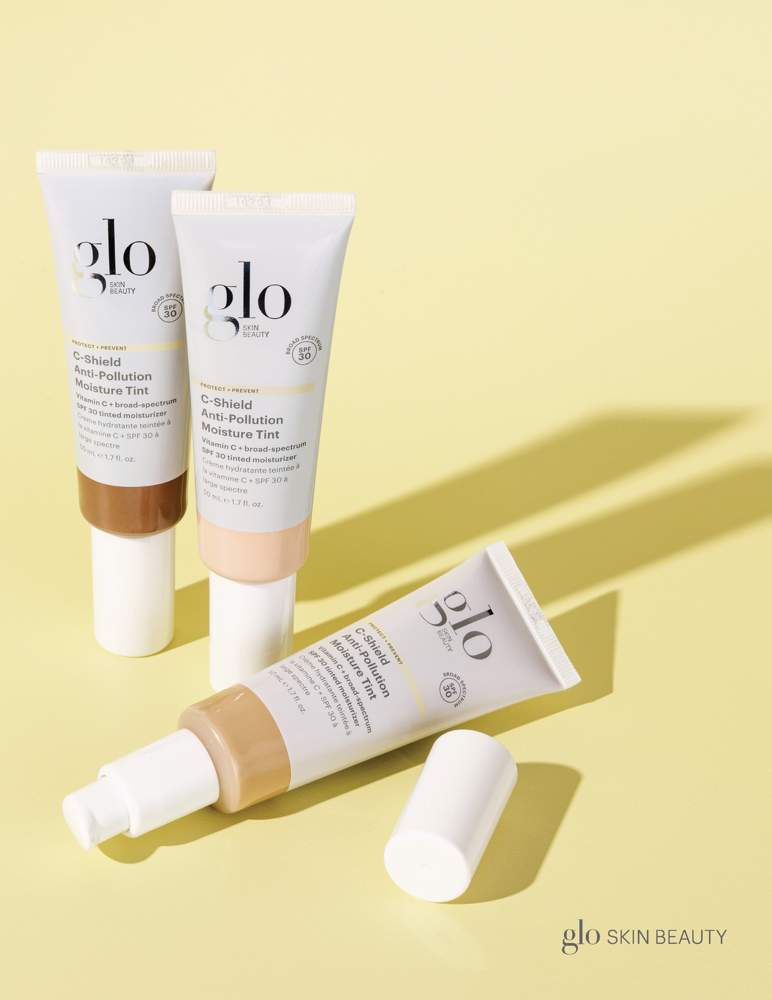 glo
SKIN
BEAUTY
BROAD SPECTR
SPF
30
PROTECT + PREVENT
C-Shield
Anti-Pollution
Moisture Tint
Vitamin C + broad-spectrum
SPF 30 tinted moisturizer
Crème hydratante teintée à
la vitamine C + SPF 30 à
large spectre
50 mL ℮ 1.7 fl. oz.
glo
SKIN
BEAUTY
BROAD SPECTRUM
SPF
30
PROTECT + PREVENT
C-Shield
Anti-Pollution
Moisture Tint
Vitamin C + broad-spectrum
SPF 30 tinted moisturizer
Crème hydratante teintée à
la vitamine C + SPF 30 à
large spectre
50 mL ℮ 1.7 fl. oz.
glo
SKIN
BEAUTY
BROAD SPECTRUM
SPF
30
PROTECT + PREVENT
C-Shield
Anti-Pollution
Moisture Tint
Vitamin C + broad-spectrum
SPF 30 tinted moisturizer
Crème hydratante teintée à
la vitamine C + SPF 30 à
large spectre
50 mL ℮ 1.7 fl. oz.
glo SKIN BEAUTY